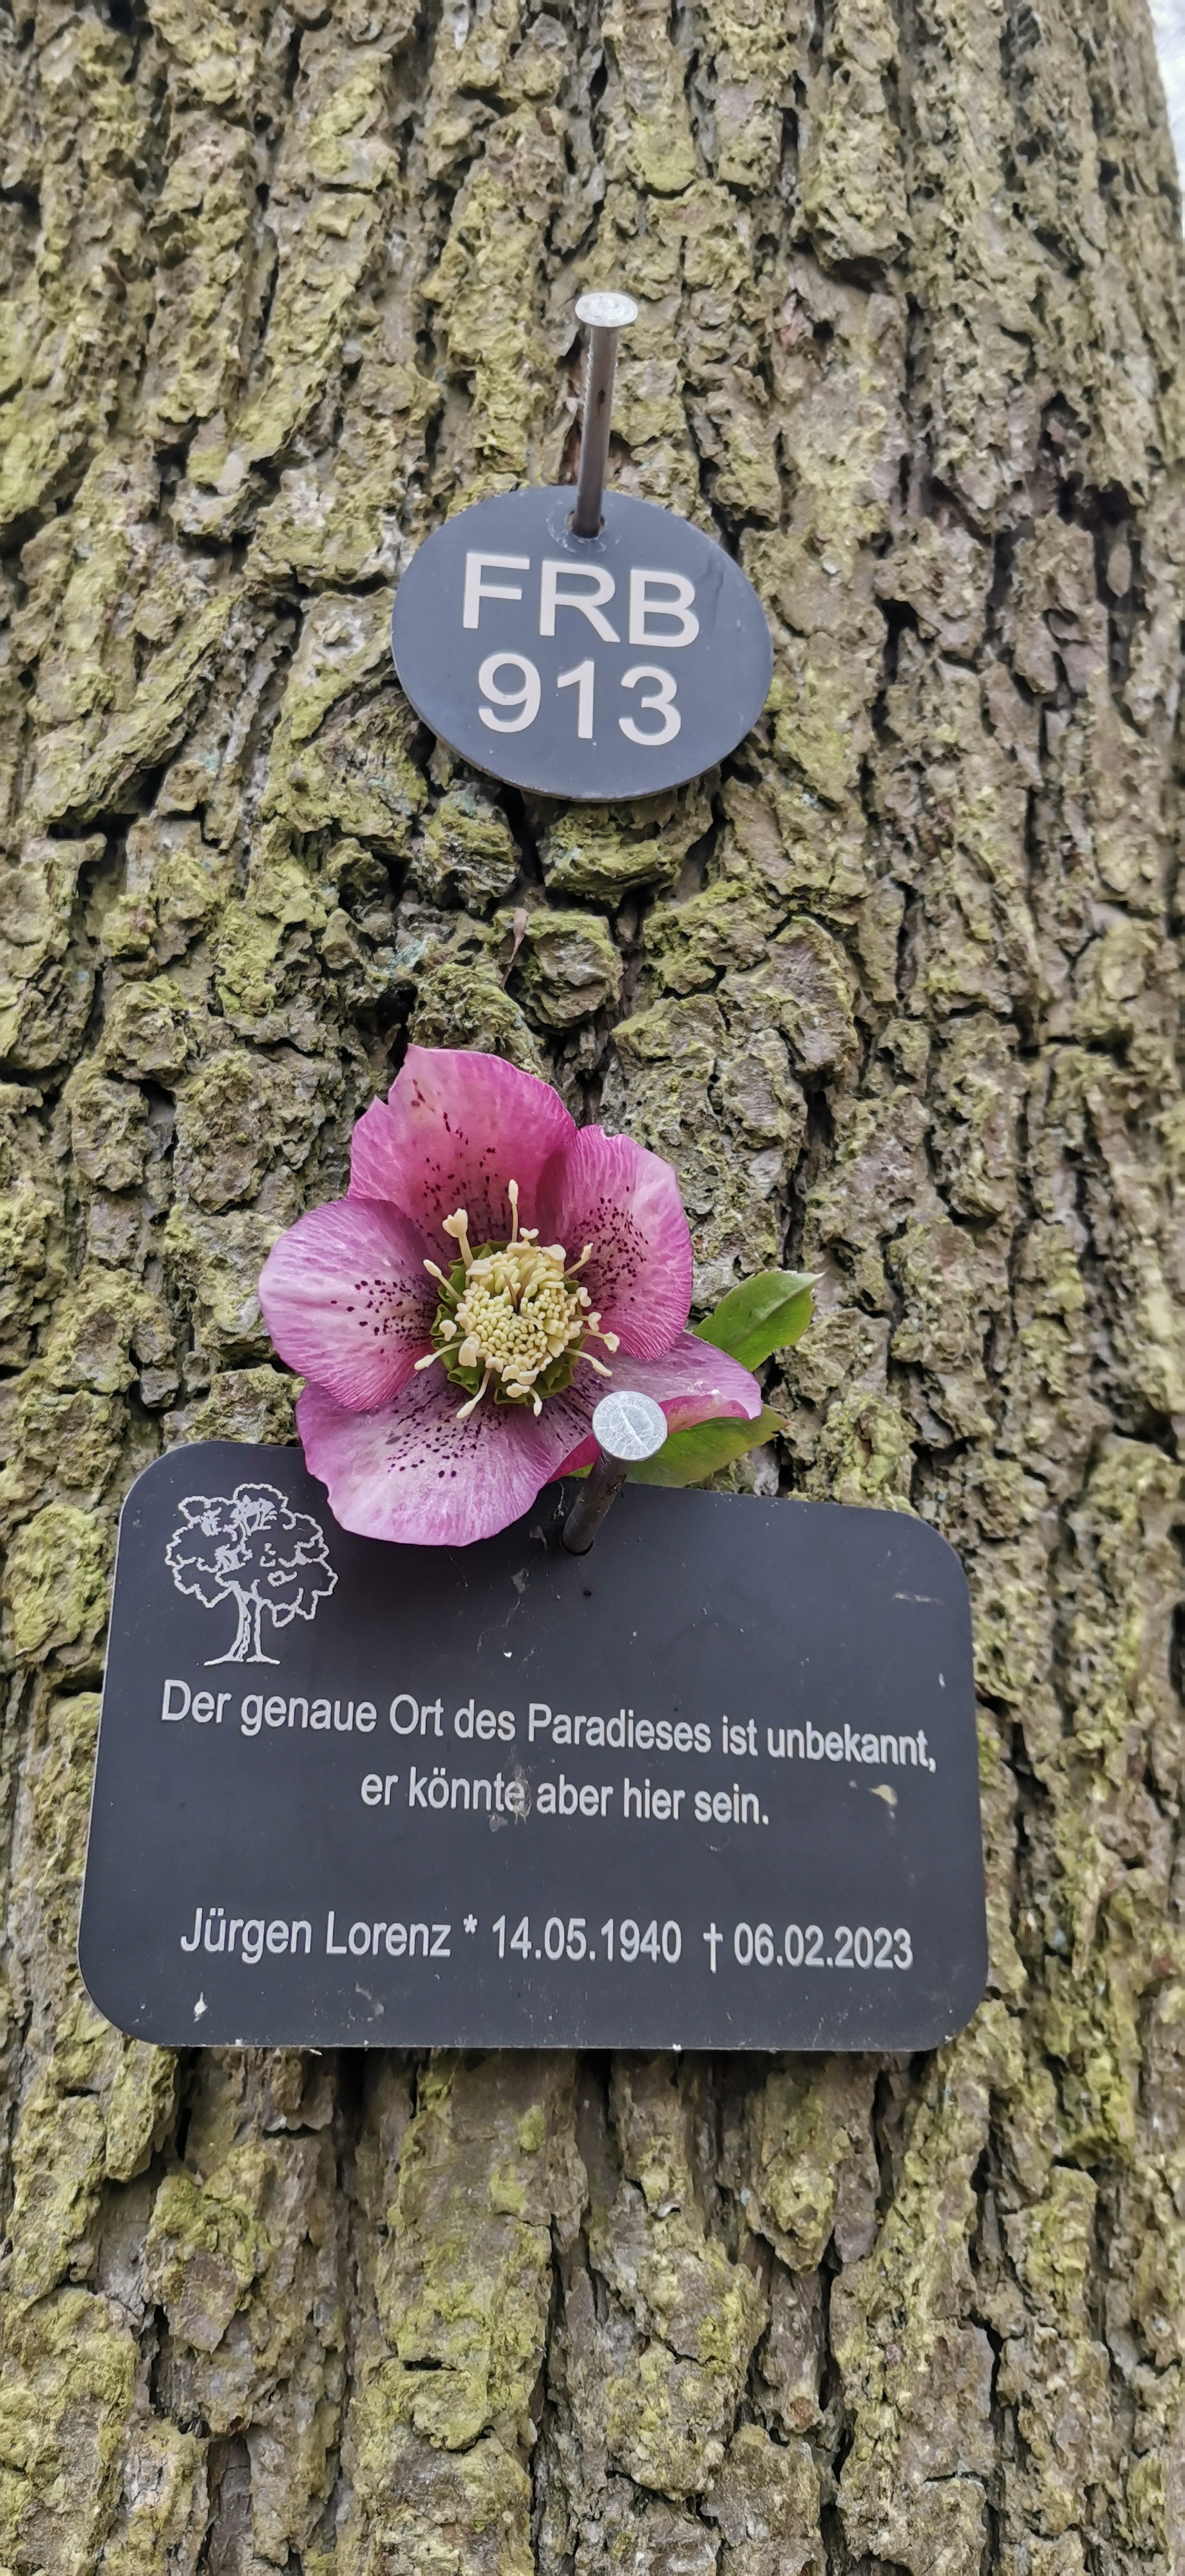 FRB
913
Der genaue Ort des Paradieses ist unbekannt,
er könnte aber hier sein.
Jürgen Lorenz * 14.05.1940 † 06.02.2023